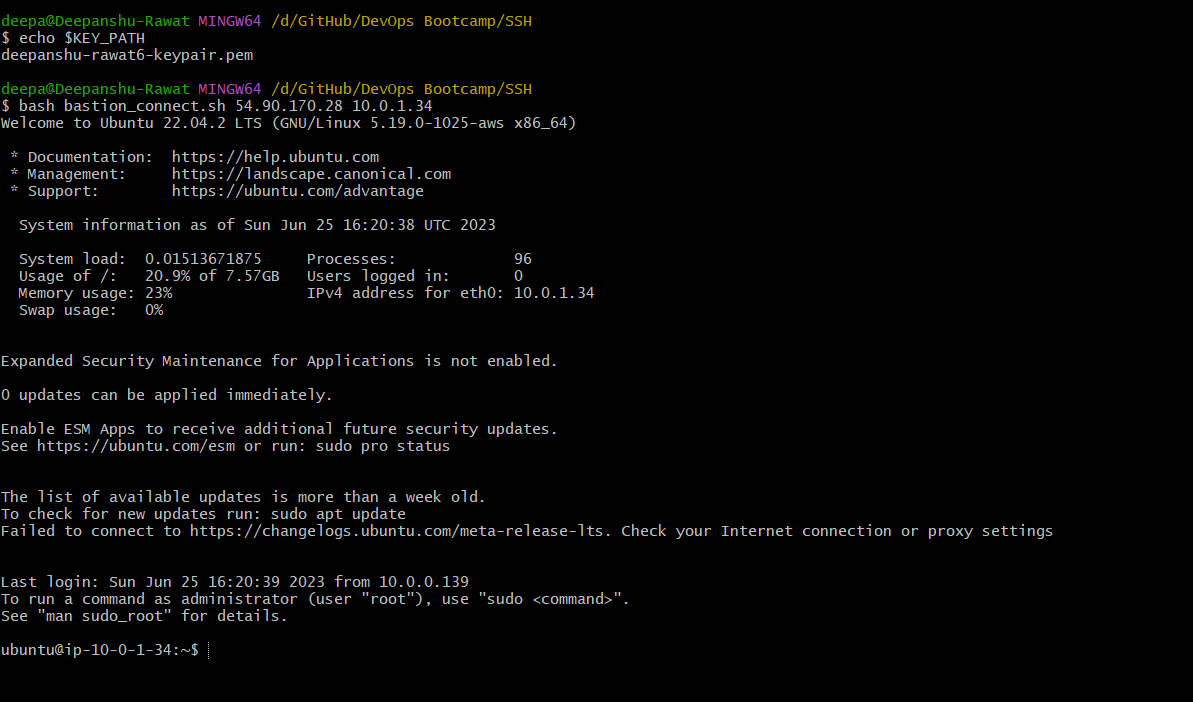 deepa@Deepanshu-Rawat MINGW64 /d/GitHub/DevOps Bootcamp/SSH
$ echo $KEY_PATH
deepanshu-rawat6-keypair.pem
deepa@Deepanshu-Rawat MINGW64 /d/GitHub/DevOps Bootcamp/SSH
$ bash bastion_connect.sh 54.90.170.28 10.0.1.34
Welcome to Ubuntu 22.04.2 LTS (GNU/Linux 5.19.0-1025-aws x86_64)
* Documentation:  https://help.ubuntu.com
* Management:     https://landscape.canonical.com
* Support:        https://ubuntu.com/advantage
System information as of Sun Jun 25 16:20:38 UTC 2023
System load:  0.01513671875     Processes:             96
Usage of /:   20.9% of 7.57GB   Users logged in:       0
Memory usage: 23%               IPv4 address for eth0: 10.0.1.34
Swap usage:   0%
Expanded Security Maintenance for Applications is not enabled.
0 updates can be applied immediately.
Enable ESM Apps to receive additional future security updates.
See https://ubuntu.com/esm or run: sudo pro status
The list of available updates is more than a week old.
To check for new updates run: sudo apt update
Failed to connect to https://changelogs.ubuntu.com/meta-release-lts. Check your Internet connection or proxy settings
Last login: Sun Jun 25 16:20:39 2023 from 10.0.0.139
To run a command as administrator (user "root"), use "sudo <command>".
See "man sudo_root" for details.
ubuntu@ip-10-0-1-34:~$